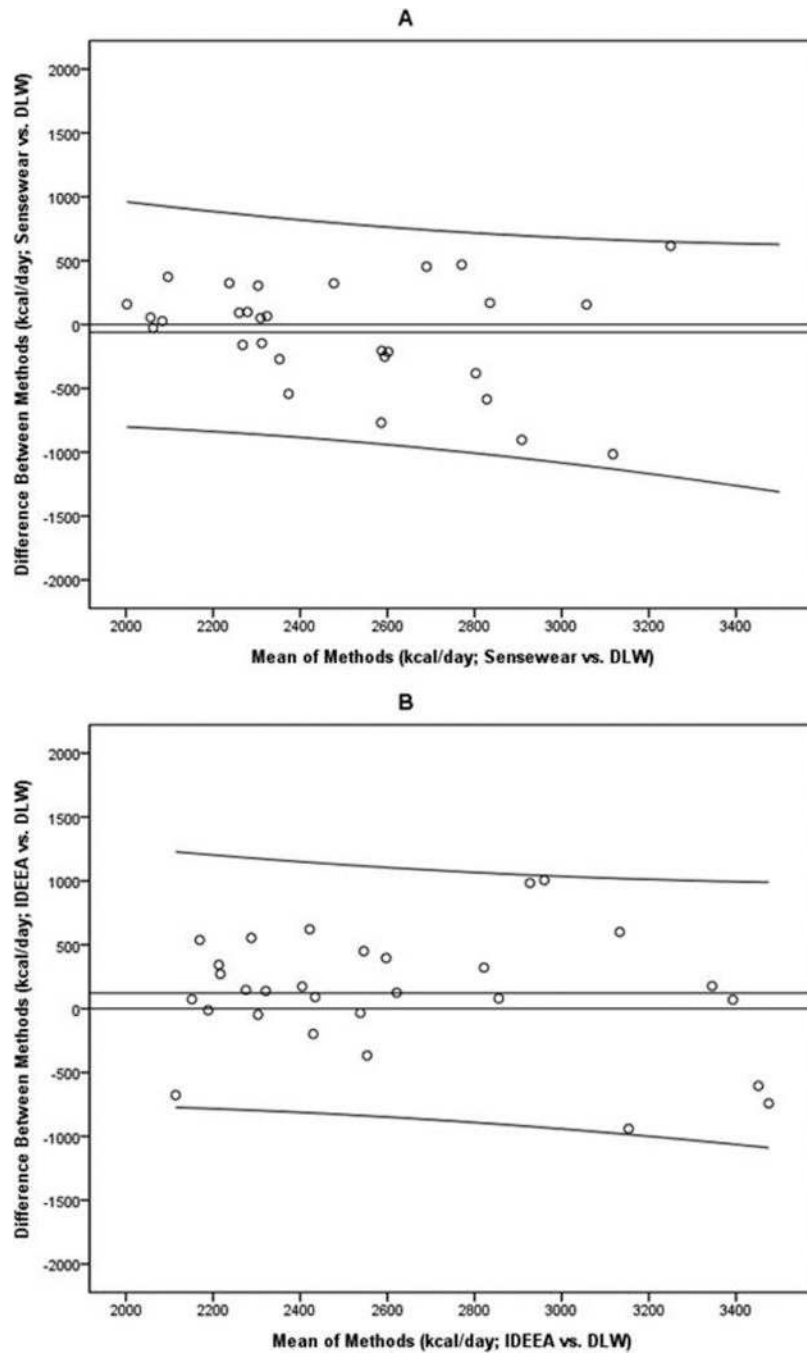 A
Difference Between Methods (kcal/day; Sensewear vs. DLW)
2000
1500
1000
500
0
-500
-1000
-1500
-2000
2000 2200 2400 2600 2800 3000 3200 3400
Mean of Methods (kcal/day; Sensewear vs. DLW)
B
Difference Between Methods (kcal/day; IDEEA vs. DLW)
2000
1500
1000
500
0
-500
-1000
-1500
-2000
2000 2200 2400 2600 2800 3000 3200 3400
Mean of Methods (kcal/day; IDEEA vs. DLW)